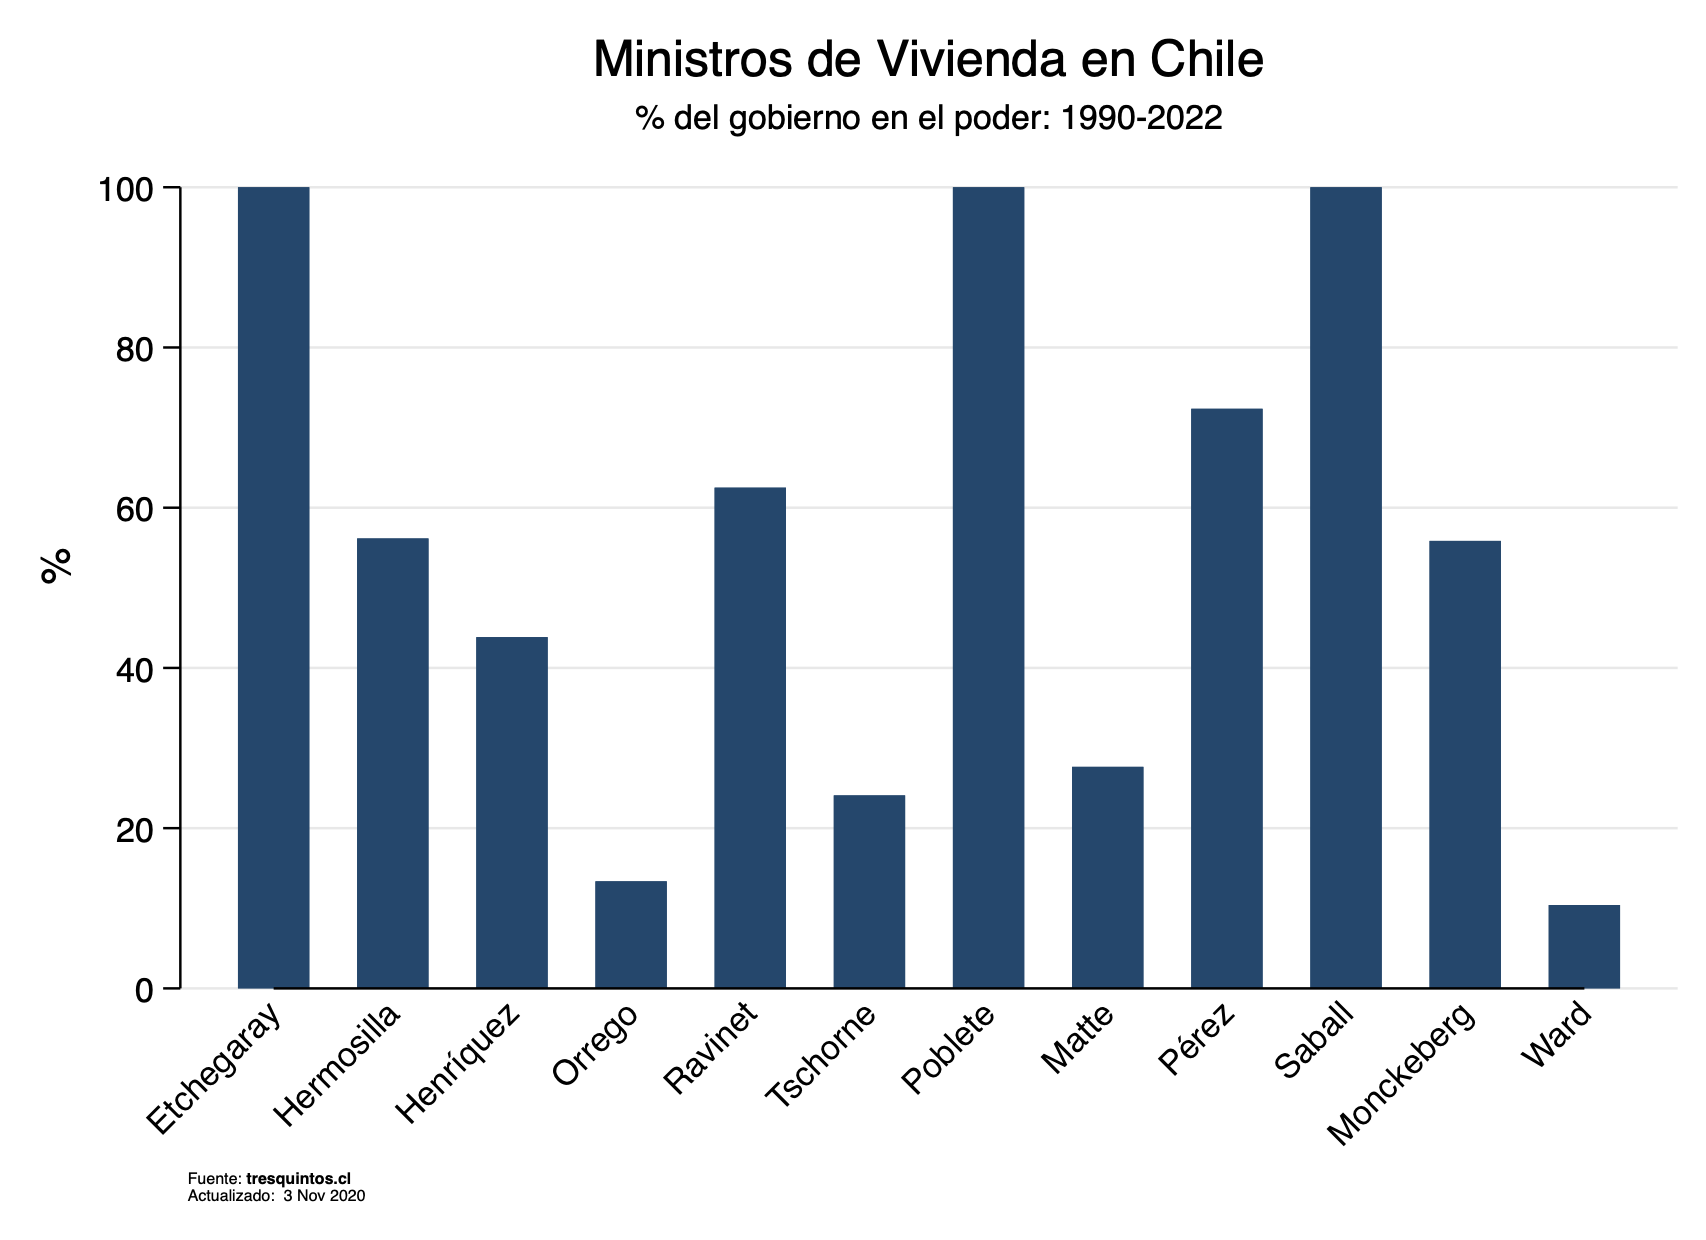 Ministros de Vivienda en Chile
% del gobierno en el poder: 1990-2022
100
80
60
40
20
0
%
Etchegaray
Hermosilla
Henríquez
Orrego
Ravinet
Tschorne
Poblete
Matte
Pérez
Saball
Monckeberg
Ward
Fuente: tresquintos.cl
Actualizado: 3 Nov 2020